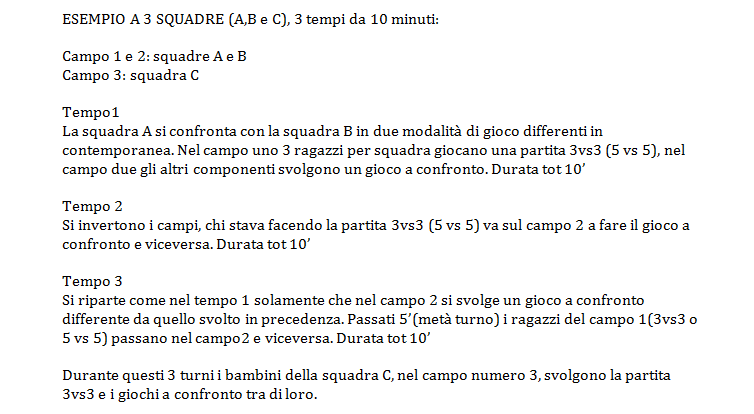 ESEMPIO A 3 SQUADRE (A,B e C), 3 tempi da 10 minuti:
Campo 1 e 2: squadre A e B
Campo 3: squadra C
Tempo1
La squadra A si confronta con la squadra B in due modalità di gioco differenti in
contemporanea. Nel campo uno 3 ragazzi per squadra giocano una partita 3vs3 (5 vs 5), nel
campo due gli altri componenti svolgono un gioco a confronto. Durata tot 10’
Tempo 2
Si invertono i campi, chi stava facendo la partita 3vs3 (5 vs 5) va sul campo 2 a fare il gioco a
confronto e viceversa. Durata tot 10’
Tempo 3
Si riparte come nel tempo 1 solamente che nel campo 2 si svolge un gioco a confronto
differente da quello svolto in precedenza. Passati 5’(metà turno) i ragazzi del campo 1(3vs3 o
5 vs 5) passano nel campo2 e viceversa. Durata tot 10’
Durante questi 3 turni i bambini della squadra C, nel campo numero 3, svolgono la partita
3vs3 e i giochi a confronto tra di loro.